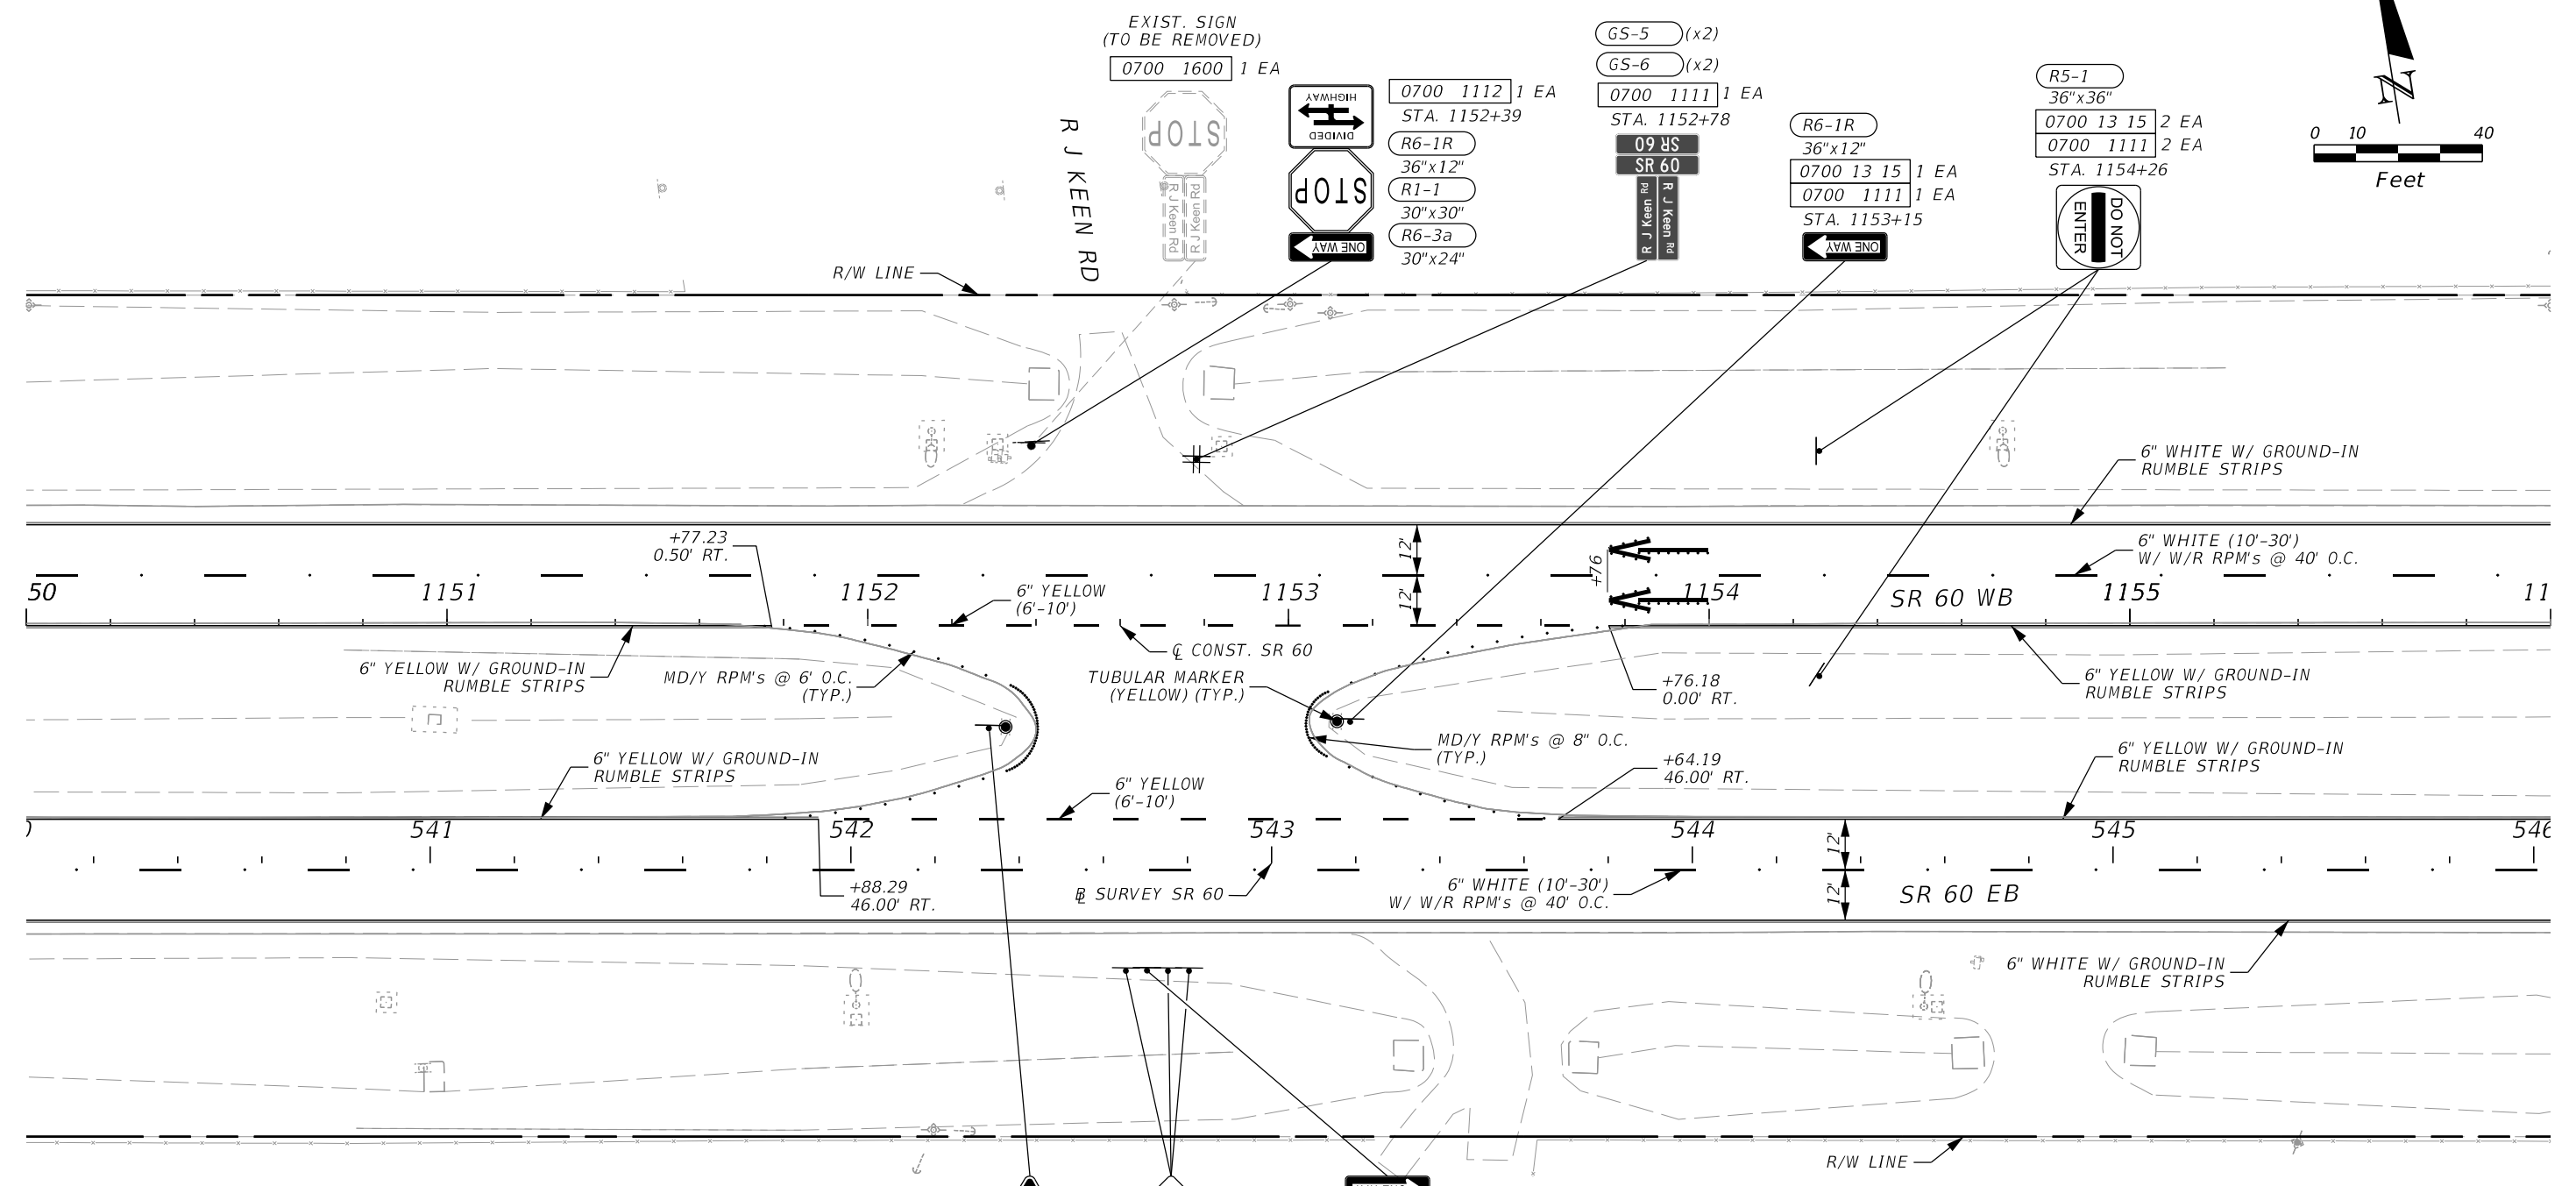 EXIST. SIGN
(TO BE REMOVED)
0700 1600 1 EA
STOP
R J Keen Rd
R J Keen Rd
R J KEEN RD
HIGHWAY
DIVIDED
STOP
ONE WAY
0700 1112 1 EA
STA. 1152+39
R6-1R
36"x12"
R1-1
30"x30"
R6-3a
30"x24"
GS-5 (x2)
GS-6 (x2)
0700 1111 1 EA
STA. 1152+78
SR 60
SR 60
R J Keen Rd
R J Keen Rd
R6-1R
36"x12"
0700 13 15 1 EA
0700 1111 1 EA
STA. 1153+15
ONE WAY
R5-1
36"x36"
0700 13 15 2 EA
0700 1111 2 EA
STA. 1154+26
DO NOT
ENTER
N
0 10 40
Feet
R/W LINE
6" WHITE W/ GROUND-IN
RUMBLE STRIPS
+77.23
0.50' RT.
12'
12'
+76
6" WHITE (10'-30')
W/ W/R RPM's @ 40' O.C.
50 1151 1152 1153 1154 1155 11
6" YELLOW
(6'-10')
SR 60 WB
℄ CONST. SR 60
6" YELLOW W/ GROUND-IN
RUMBLE STRIPS
MD/Y RPM's @ 6' O.C.
(TYP.)
TUBULAR MARKER
(YELLOW) (TYP.)
+76.18
0.00' RT.
6" YELLOW W/ GROUND-IN
RUMBLE STRIPS
6" YELLOW W/ GROUND-IN
RUMBLE STRIPS
MD/Y RPM's @ 8" O.C.
(TYP.)
+64.19
46.00' RT.
6" YELLOW W/ GROUND-IN
RUMBLE STRIPS
6" YELLOW
(6'-10')
541 542 543 544 545 546
12'
12'
+88.29
46.00' RT.
BL SURVEY SR 60
6" WHITE (10'-30')
W/ W/R RPM's @ 40' O.C.
SR 60 EB
6" WHITE W/ GROUND-IN
RUMBLE STRIPS
R/W LINE